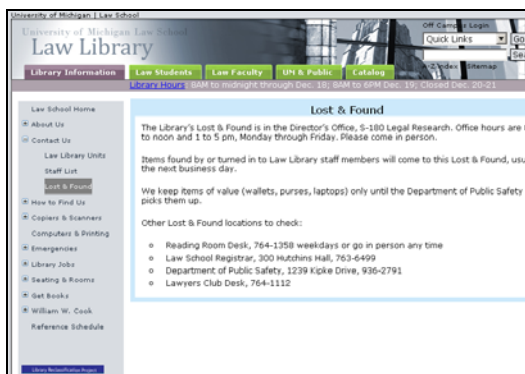 University of Michigan | Law School
University of Michigan Law School
Law Library
Off Campus Login
Quick Links
Go
A-Z Index Sitemap
Library Information
Law Students
Law Faculty
UM & Public
Catalog
Library Hours 8AM to midnight through Dec. 18; 8AM to 6PM Dec. 19; Closed Dec. 20-21
Law School Home
About Us
Contact Us
Law Library Units
Staff List
Lost & Found
How to Find Us
Copiers & Scanners
Computers & Printing
Emergencies
Library Jobs
Seating & Rooms
Get Books
William W. Cook
Reference Schedule
Library Reclassification Project
Lost & Found
The Library's Lost & Found is in the Director's Office, S-180 Legal Research. Office hours are
to noon and 1 to 5 pm, Monday through Friday. Please come in person.
Items found by or turned in to Law Library staff members will come to this Lost & Found, usu
the next business day.
We keep items of value (wallets, purses, laptops) only until the Department of Public Safety
picks them up.
Other Lost & Found locations to check:
Reading Room Desk, 764-1358 weekdays or go in person any time
Law School Registrar, 300 Hutchins Hall, 763-6499
Department of Public Safety, 1239 Kipke Drive, 936-2791
Lawyers Club Desk, 764-1112